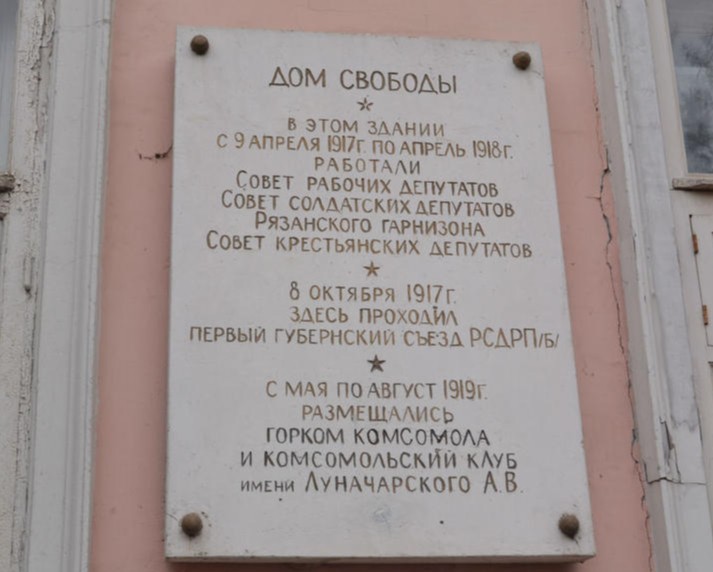 ДОМ СВОБОДЫ
В ЭТОМ ЗДАНИИ
С 9 АПРЕЛЯ 1917г. ПО АПРЕЛЬ 1918г.
РАБОТАЛИ
СОВЕТ РАБОЧИХ ДЕПУТАТОВ
СОВЕТ СОЛДАТСКИХ ДЕПУТАТОВ
РЯЗАНСКОГО ГАРНИЗОНА
СОВЕТ КРЕСТЬЯНСКИХ ДЕПУТАТОВ
8 ОКТЯБРЯ 1917г.
ЗДЕСЬ ПРОХОДИЛ
ПЕРВЫЙ ГУБЕРНСКИЙ СЪЕЗД РСДРП/Б/
С МАЯ ПО АВГУСТ 1919г.
РАЗМЕЩАЛИСЬ
ГОРКОМ КОМСОМОЛА
И КОМСОМОЛЬСКИЙ КЛУБ
ИМЕНИ ЛУНАЧАРСКОГО А.В.